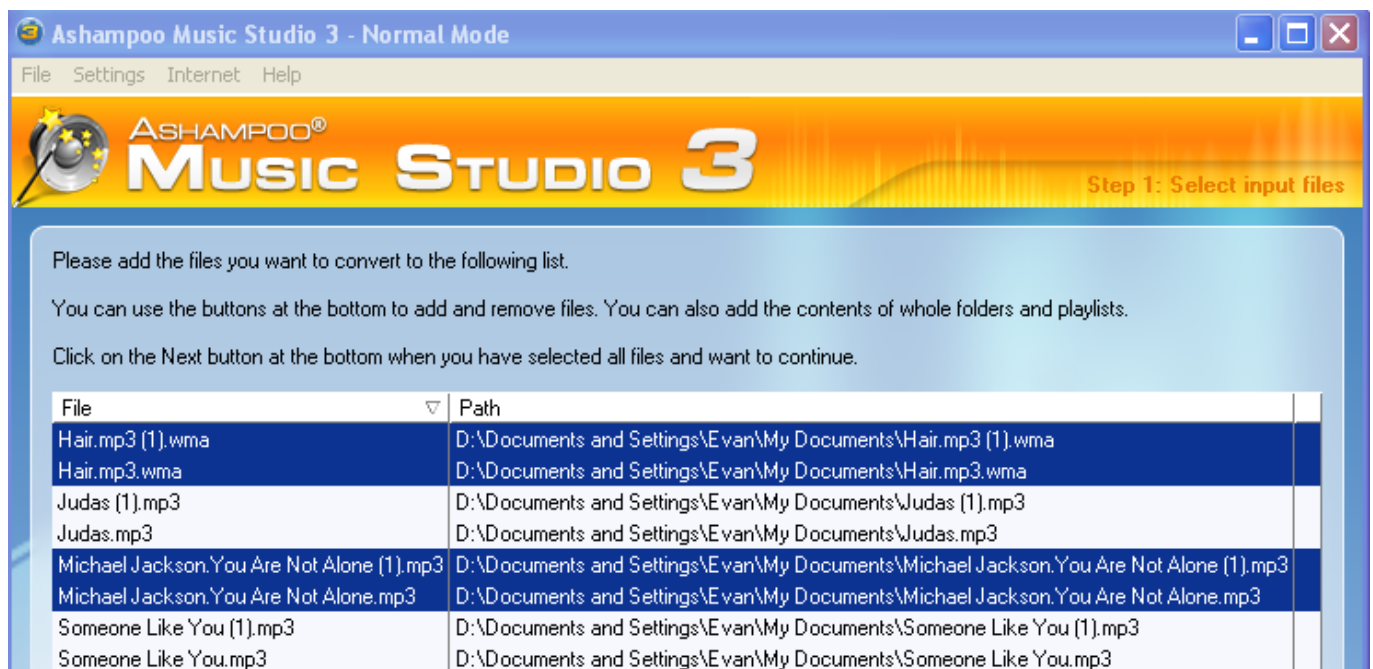 Ashampoo Music Studio 3 - Normal Mode
File Settings Internet Help
ASHAMPOO®
MUSIC STUDIO 3
Step 1: Select input files
Please add the files you want to convert to the following list.
You can use the buttons at the bottom to add and remove files. You can also add the contents of whole folders and playlists.
Click on the Next button at the bottom when you have selected all files and want to continue.
File Path
Hair.mp3 (1).wma D:\Documents and Settings\Evan\My Documents\Hair.mp3 (1).wma
Hair.mp3.wma D:\Documents and Settings\Evan\My Documents\Hair.mp3.wma
Judas (1).mp3 D:\Documents and Settings\Evan\My Documents\Judas (1).mp3
Judas.mp3 D:\Documents and Settings\Evan\My Documents\Judas.mp3
Michael Jackson.You Are Not Alone (1).mp3 D:\Documents and Settings\Evan\My Documents\Michael Jackson.You Are Not Alone (1).mp3
Michael Jackson.You Are Not Alone.mp3 D:\Documents and Settings\Evan\My Documents\Michael Jackson.You Are Not Alone.mp3
Someone Like You (1).mp3 D:\Documents and Settings\Evan\My Documents\Someone Like You (1).mp3
Someone Like You.mp3 D:\Documents and Settings\Evan\My Documents\Someone Like You.mp3